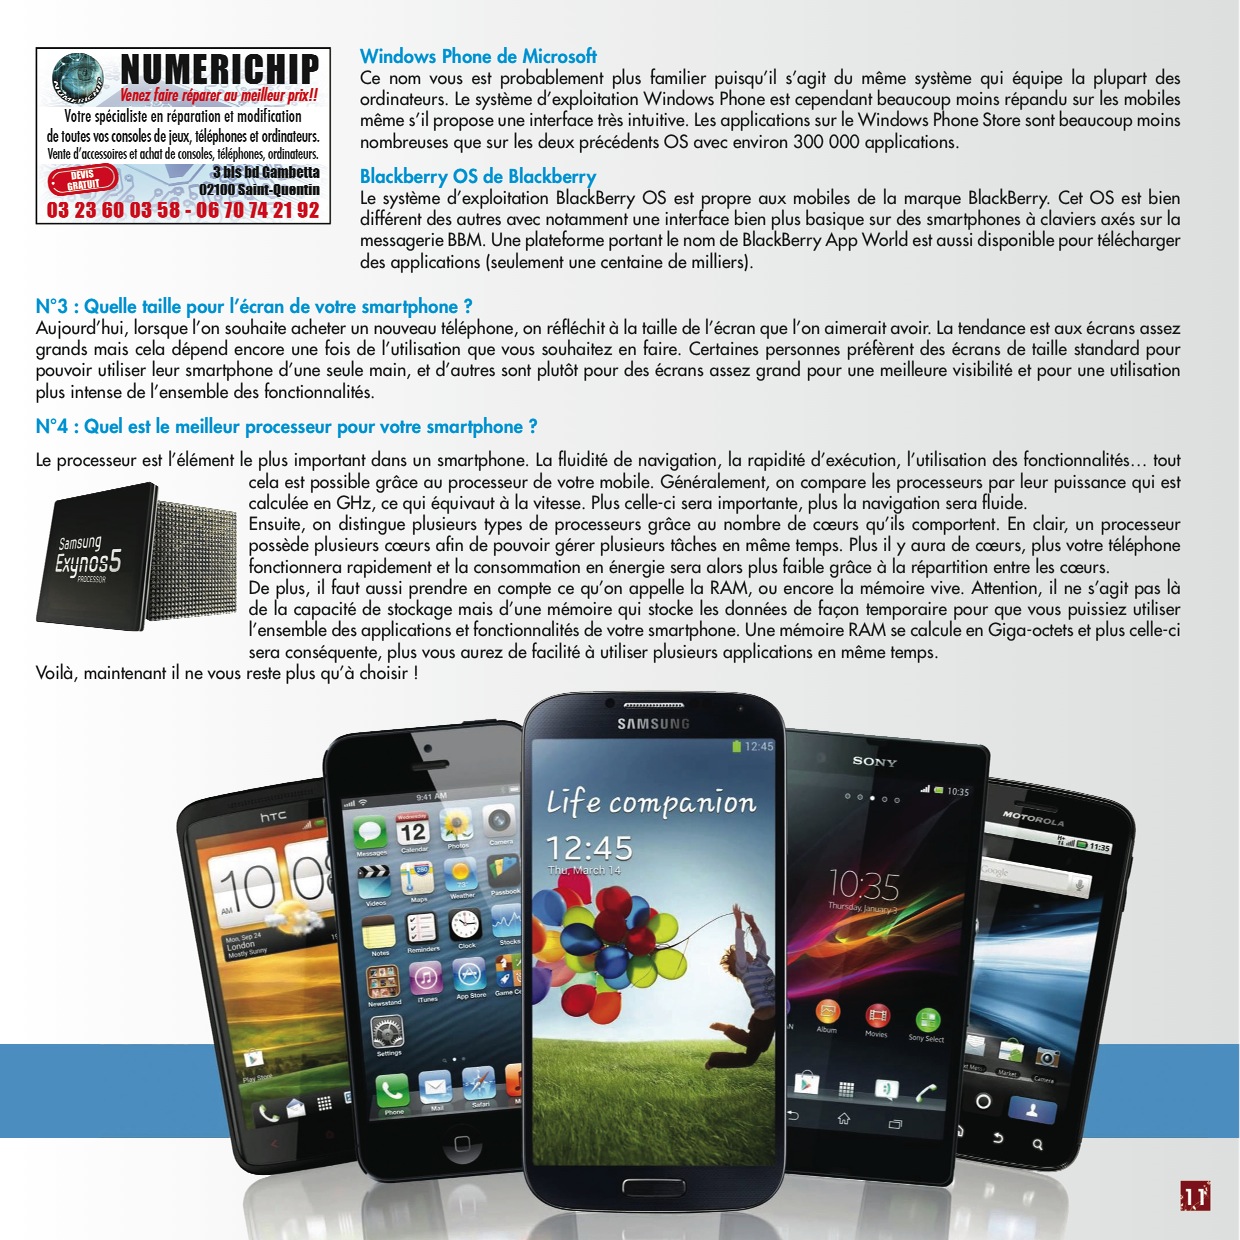 NUMERICHIP
Venez faire réparer au meilleur prix!!
Votre spécialiste en réparation et modification
de toutes vos consoles de jeux, téléphones et ordinateurs.
Vente d'accessoires et achat de consoles, téléphones, ordinateurs.
DEVIS
GRATUIT
3 bis bd Gambetta
02100 Saint-Quentin
03 23 60 03 58 - 06 70 74 21 92
Windows Phone de Microsoft
Ce nom vous est probablement plus familier puisqu'il s'agit du même système qui équipe la plupart des
ordinateurs. Le système d'exploitation Windows Phone est cependant beaucoup moins répandu sur les mobiles
même s'il propose une interface très intuitive. Les applications sur le Windows Phone Store sont beaucoup moins
nombreuses que sur les deux précédents OS avec environ 300 000 applications.
Blackberry OS de Blackberry
Le système d'exploitation BlackBerry OS est propre aux mobiles de la marque BlackBerry. Cet OS est bien
différent des autres avec notamment une interface bien plus basique sur des smartphones à claviers axés sur la
messagerie BBM. Une plateforme portant le nom de BlackBerry App World est aussi disponible pour télécharger
des applications (seulement une centaine de milliers).
N°3 : Quelle taille pour l'écran de votre smartphone ?
Aujourd'hui, lorsque l'on souhaite acheter un nouveau téléphone, on réfléchit à la taille de l'écran que l'on aimerait avoir. La tendance est aux écrans assez
grands mais cela dépend encore une fois de l'utilisation que vous souhaitez en faire. Certaines personnes préfèrent des écrans de taille standard pour
pouvoir utiliser leur smartphone d'une seule main, et d'autres sont plutôt pour des écrans assez grand pour une meilleure visibilité et pour une utilisation
plus intense de l'ensemble des fonctionnalités.
N°4 : Quel est le meilleur processeur pour votre smartphone ?
Le processeur est l'élément le plus important dans un smartphone. La fluidité de navigation, la rapidité d'exécution, l'utilisation des fonctionnalités... tout
cela est possible grâce au processeur de votre mobile. Généralement, on compare les processeurs par leur puissance qui est
calculée en GHz, ce qui équivaut à la vitesse. Plus celle-ci sera importante, plus la navigation sera fluide.
Ensuite, on distingue plusieurs types de processeurs grâce au nombre de cœurs qu'ils comportent. En clair, un processeur
possède plusieurs cœurs afin de pouvoir gérer plusieurs tâches en même temps. Plus il y aura de cœurs, plus votre téléphone
fonctionnera rapidement et la consommation en énergie sera alors plus faible grâce à la répartition entre les cœurs.
De plus, il faut aussi prendre en compte ce qu'on appelle la RAM, ou encore la mémoire vive. Attention, il ne s'agit pas là
de la capacité de stockage mais d'une mémoire qui stocke les données de façon temporaire pour que vous puissiez utiliser
l'ensemble des applications et fonctionnalités de votre smartphone. Une mémoire RAM se calcule en Giga-octets et plus celle-ci
sera conséquente, plus vous aurez de facilité à utiliser plusieurs applications en même temps.
Voilà, maintenant il ne vous reste plus qu'à choisir !
Samsung
Exynos 5
PROCESSOR
hTC
10
AM
Mon, Sep 24
London
Mostly Sunny
Play Store
9:41 AM
Wednesday
12
Messages
Calendar
Photos
Camera
Videos
Maps
Weather
Passbook
Notes
Reminders
Clock
Stocks
Newsstand
iTunes
App Store
Game C
Settings
Phone
Mail
Safari
SAMSUNG
12:45
Life companion
12:45
Thu, March 14
SONY
10:35
10:35
Thursday, January 3
Album
Movies
Sony Select
MOTOROLA
11:35
Google
Market
Camera
11